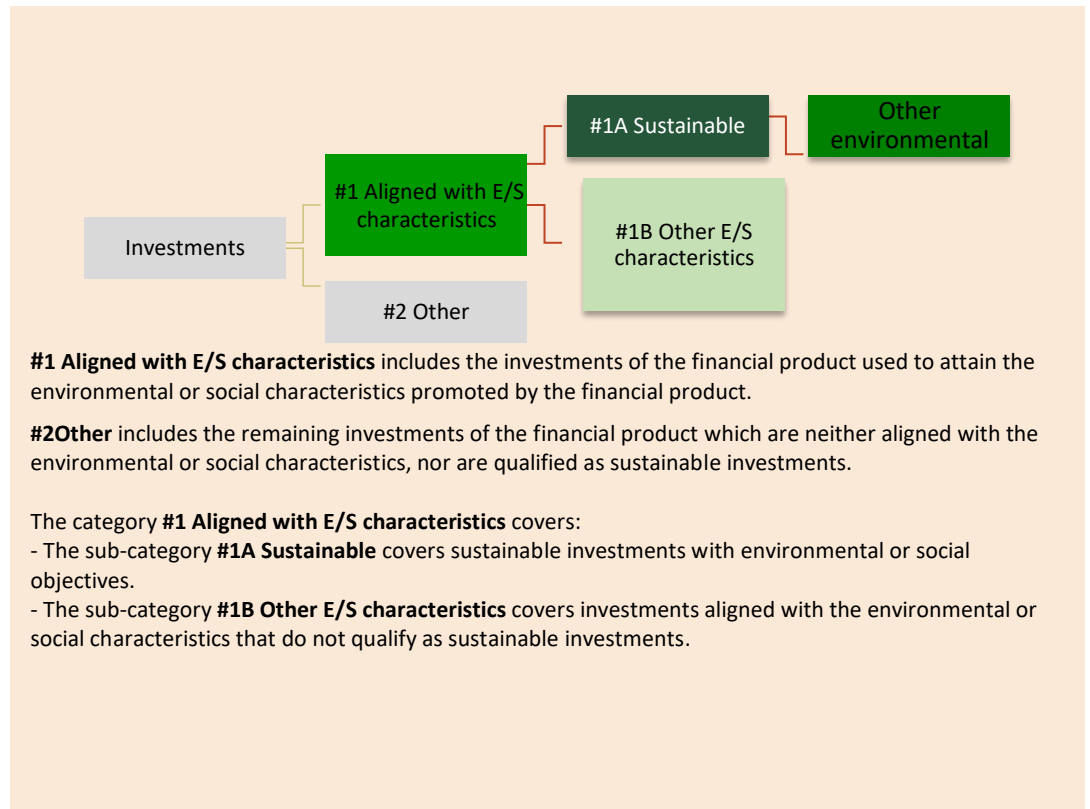 #1A Sustainable
Other
environmental
#1 Aligned with E/S
characteristics
#1B Other E/S
characteristics
Investments
#2 Other
#1 Aligned with E/S characteristics includes the investments of the financial product used to attain the
environmental or social characteristics promoted by the financial product.
#2Other includes the remaining investments of the financial product which are neither aligned with the
environmental or social characteristics, nor are qualified as sustainable investments.
The category #1 Aligned with E/S characteristics covers:
- The sub-category #1A Sustainable covers sustainable investments with environmental or social
objectives.
- The sub-category #1B Other E/S characteristics covers investments aligned with the environmental or
social characteristics that do not qualify as sustainable investments.